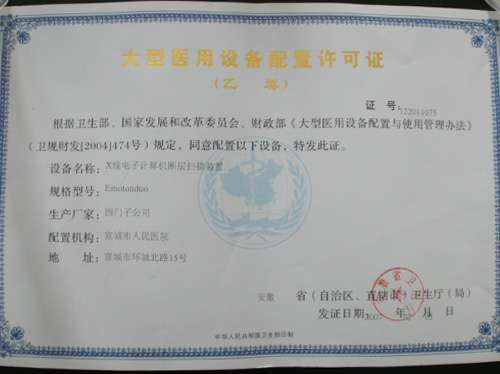 大型医用设备配置许可证
（乙 类）
证 号：122011075
根据卫生部、国家发展和改革委员会、财政部《大型医用设备配置与使用管理办法》
（卫规财发[2004]474号）规定，同意配置以下设备，特发此证。
设备名称：X线电子计算机断层扫描装置
规格型号：Emotonduo
生产厂家：西门子公司
配置机构：宣城市人民医院
地 址：宣城市环城北路15号
安徽 省（自治区、直辖市）卫生厅（局）
发证日期：2007 月 日
中华人民共和国卫生部印制